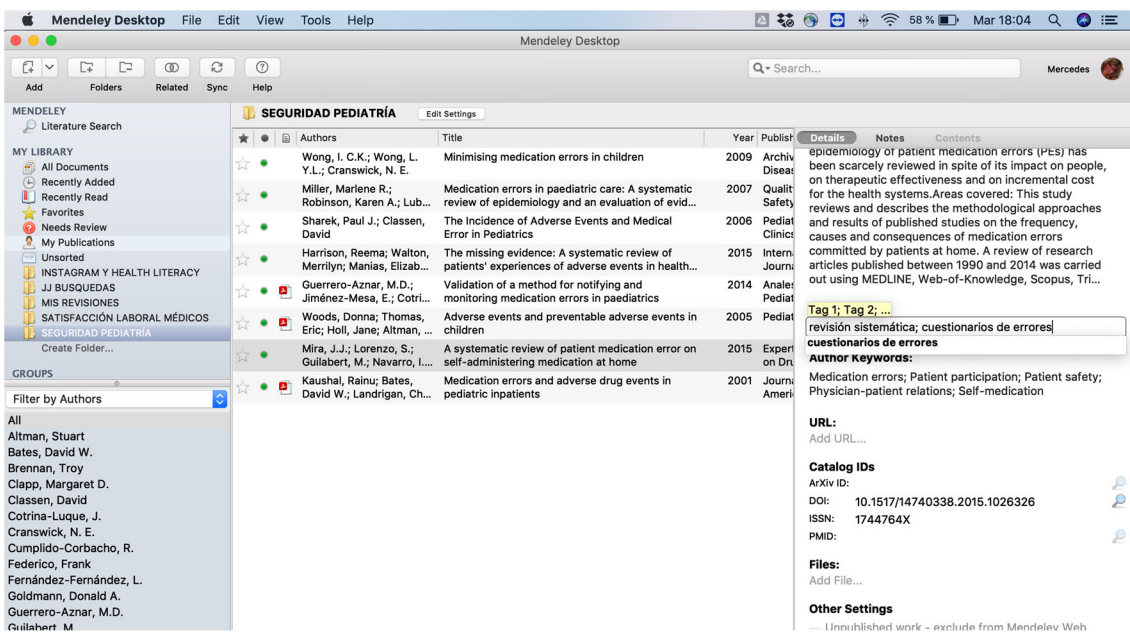 Mendeley Desktop File Edit View Tools Help 58 % Mar 18:04
Mendeley Desktop
Search...
Mercedes
Add Folders Related Sync Help
MENDELEY
Literature Search
MY LIBRARY
All Documents
Recently Added
Recently Read
Favorites
Needs Review
My Publications
Unsorted
INSTAGRAM Y HEALTH LITERACY
JJ BUSQUEDAS
MIS REVISIONES
SATISFACCIÓN LABORAL MÉDICOS
SEGURIDAD PEDIATRÍA
Create Folder...
GROUPS
Filter by Authors
All
Altman, Stuart
Bates, David W.
Brennan, Troy
Clapp, Margaret D.
Classen, David
Cotrina-Luque, J.
Cranswick, N. E.
Cumplido-Corbacho, R.
Federico, Frank
Fernández-Fernández, L.
Goldmann, Donald A.
Guerrero-Aznar, M.D.
Guilabert, M
SEGURIDAD PEDIATRÍA Edit Settings
Authors Title Year Publish
Wong, I. C.K.; Wong, L. Minimising medication errors in children 2009 Archiv
Y.L.; Cranswick, N. E. Diseas
Miller, Marlene R.; Medication errors in paediatric care: A systematic 2007 Qualit
Robinson, Karen A.; Lub... review of epidemiology and an evaluation of evid... Safety
Sharek, Paul J.; Classen, The Incidence of Adverse Events and Medical 2006 Pediat
David Error in Pediatrics Clinics
Harrison, Reema; Walton, The missing evidence: A systematic review of 2015 Intern
Merrilyn; Manias, Elizab... patients' experiences of adverse events in health... Journa
Guerrero-Aznar, M.D.; Validation of a method for notifying and 2014 Anales
Jiménez-Mesa, E.; Cotri... monitoring medication errors in paediatrics Pediat
Woods, Donna; Thomas, Adverse events and preventable adverse events in 2005 Pediat
Eric; Holl, Jane; Altman, ... children
Mira, J.J.; Lorenzo, S.; A systematic review of patient medication error on 2015 Expert
Guilabert, M.; Navarro, I.... self-administering medication at home on Dru
Kaushal, Rainu; Bates, Medication errors and adverse drug events in 2001 Journa
David W.; Landrigan, Ch... pediatric inpatients Ameri
Details Notes Contents
epidemiology of patient medication errors (PEs) has
been scarcely reviewed in spite of its impact on people,
on therapeutic effectiveness and on incremental cost
for the health systems.Areas covered: This study
reviews and describes the methodological approaches
and results of published studies on the frequency,
causes and consequences of medication errors
committed by patients at home. A review of research
articles published between 1990 and 2014 was carried
out using MEDLINE, Web-of-Knowledge, Scopus, Tri...
Tag 1; Tag 2; ...
revisión sistemática; cuestionarios de errores
cuestionarios de errores
Author Keywords:
Medication errors; Patient participation; Patient safety;
Physician-patient relations; Self-medication
URL:
Add URL...
Catalog IDs
ArXiv ID:
DOI: 10.1517/14740338.2015.1026326
ISSN: 1744764X
PMID:
Files:
Add File...
Other Settings
Unpublished work - exclude from Mendeley Web